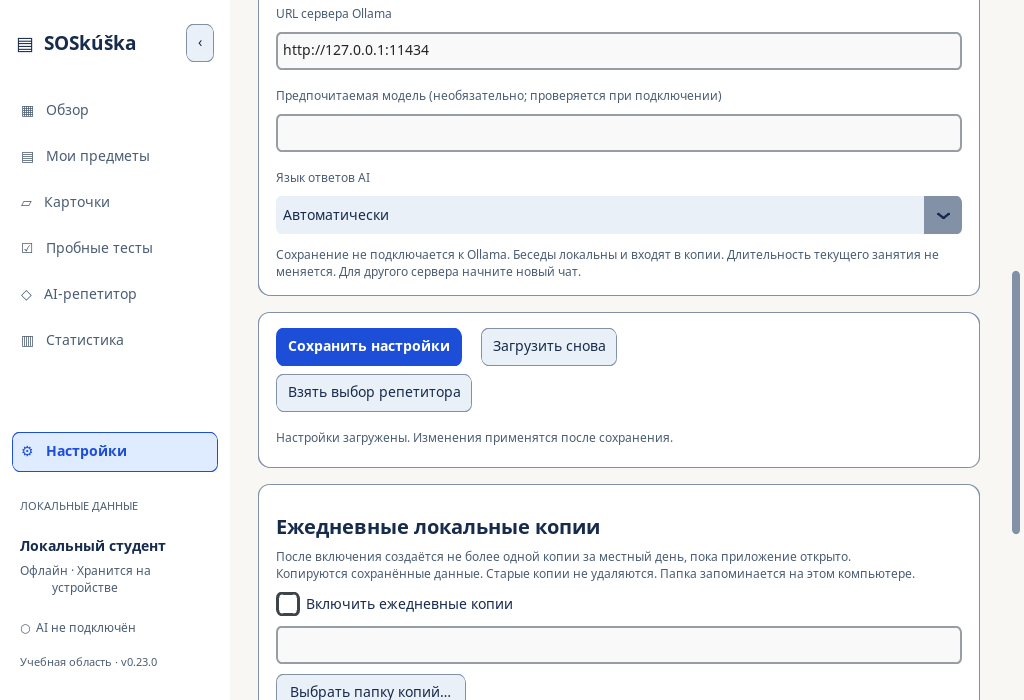 SOSkúška
Обзор
Мои предметы
Карточки
Пробные тесты
AI-репетитор
Статистика
Настройки
ЛОКАЛЬНЫЕ ДАННЫЕ
Локальный студент
Офлайн · Хранится на
устройстве
AI не подключён
Учебная область · v0.23.0
URL сервера Ollama
http://127.0.0.1:11434
Предпочитаемая модель (необязательно; проверяется при подключении)
Язык ответов AI
Автоматически
Сохранение не подключается к Ollama. Беседы локальны и входят в копии. Длительность текущего занятия не
меняется. Для другого сервера начните новый чат.
Сохранить настройки
Загрузить снова
Взять выбор репетитора
Настройки загружены. Изменения применятся после сохранения.
Ежедневные локальные копии
После включения создаётся не более одной копии за местный день, пока приложение открыто.
Копируются сохранённые данные. Старые копии не удаляются. Папка запоминается на этом компьютере.
Включить ежедневные копии
Выбрать папку копий…